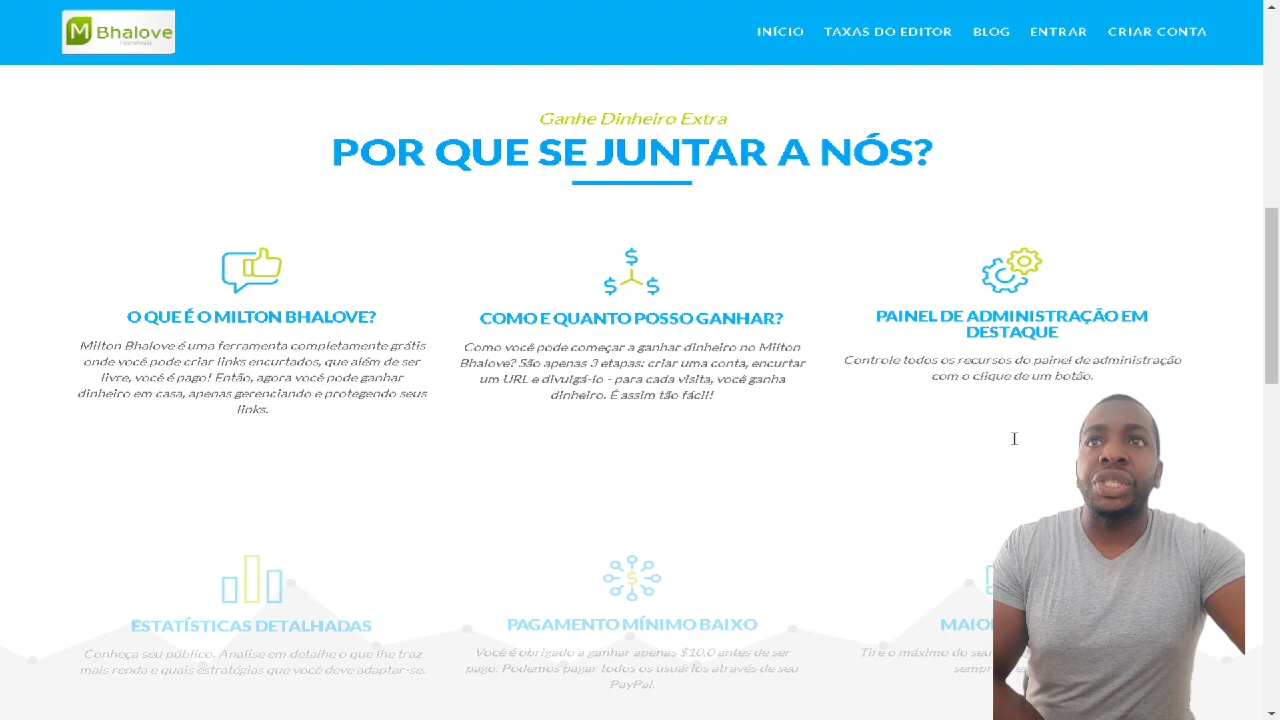 M Bhalove
Tecnologia
INÍCIO TAXAS DO EDITOR BLOG ENTRAR CRIAR CONTA
Ganhe Dinheiro Extra
POR QUE SE JUNTAR A NÓS?
O QUE É O MILTON BHALOVE?
Milton Bhalove é uma ferramenta completamente grátis
onde você pode criar links encurtados, que além de ser
livre, você é pago! Então, agora você pode ganhar
dinheiro em casa, apenas gerenciando e protegendo seus
links.
COMO E QUANTO POSSO GANHAR?
Como você pode começar a ganhar dinheiro no Milton
Bhalove? São apenas 3 etapas: criar uma conta, encurtar
um URL e divulgá-lo - para cada visita, você ganha
dinheiro. É assim tão fácil!
PAINEL DE ADMINISTRAÇÃO EM
DESTAQUE
Controle todos os recursos do painel de administração
com o clique de um botão.
ESTATÍSTICAS DETALHADAS
Conheça seu público. Analise em detalhe o que lhe traz
mais renda e quais estratégias que você deve adaptar-se.
PAGAMENTO MÍNIMO BAIXO
Você é obrigado a ganhar apenas $10,0 antes de ser
pago. Podemos pagar todos os usuários através de seu
PayPal.
MAIO
Tire o máximo do seu
sempr